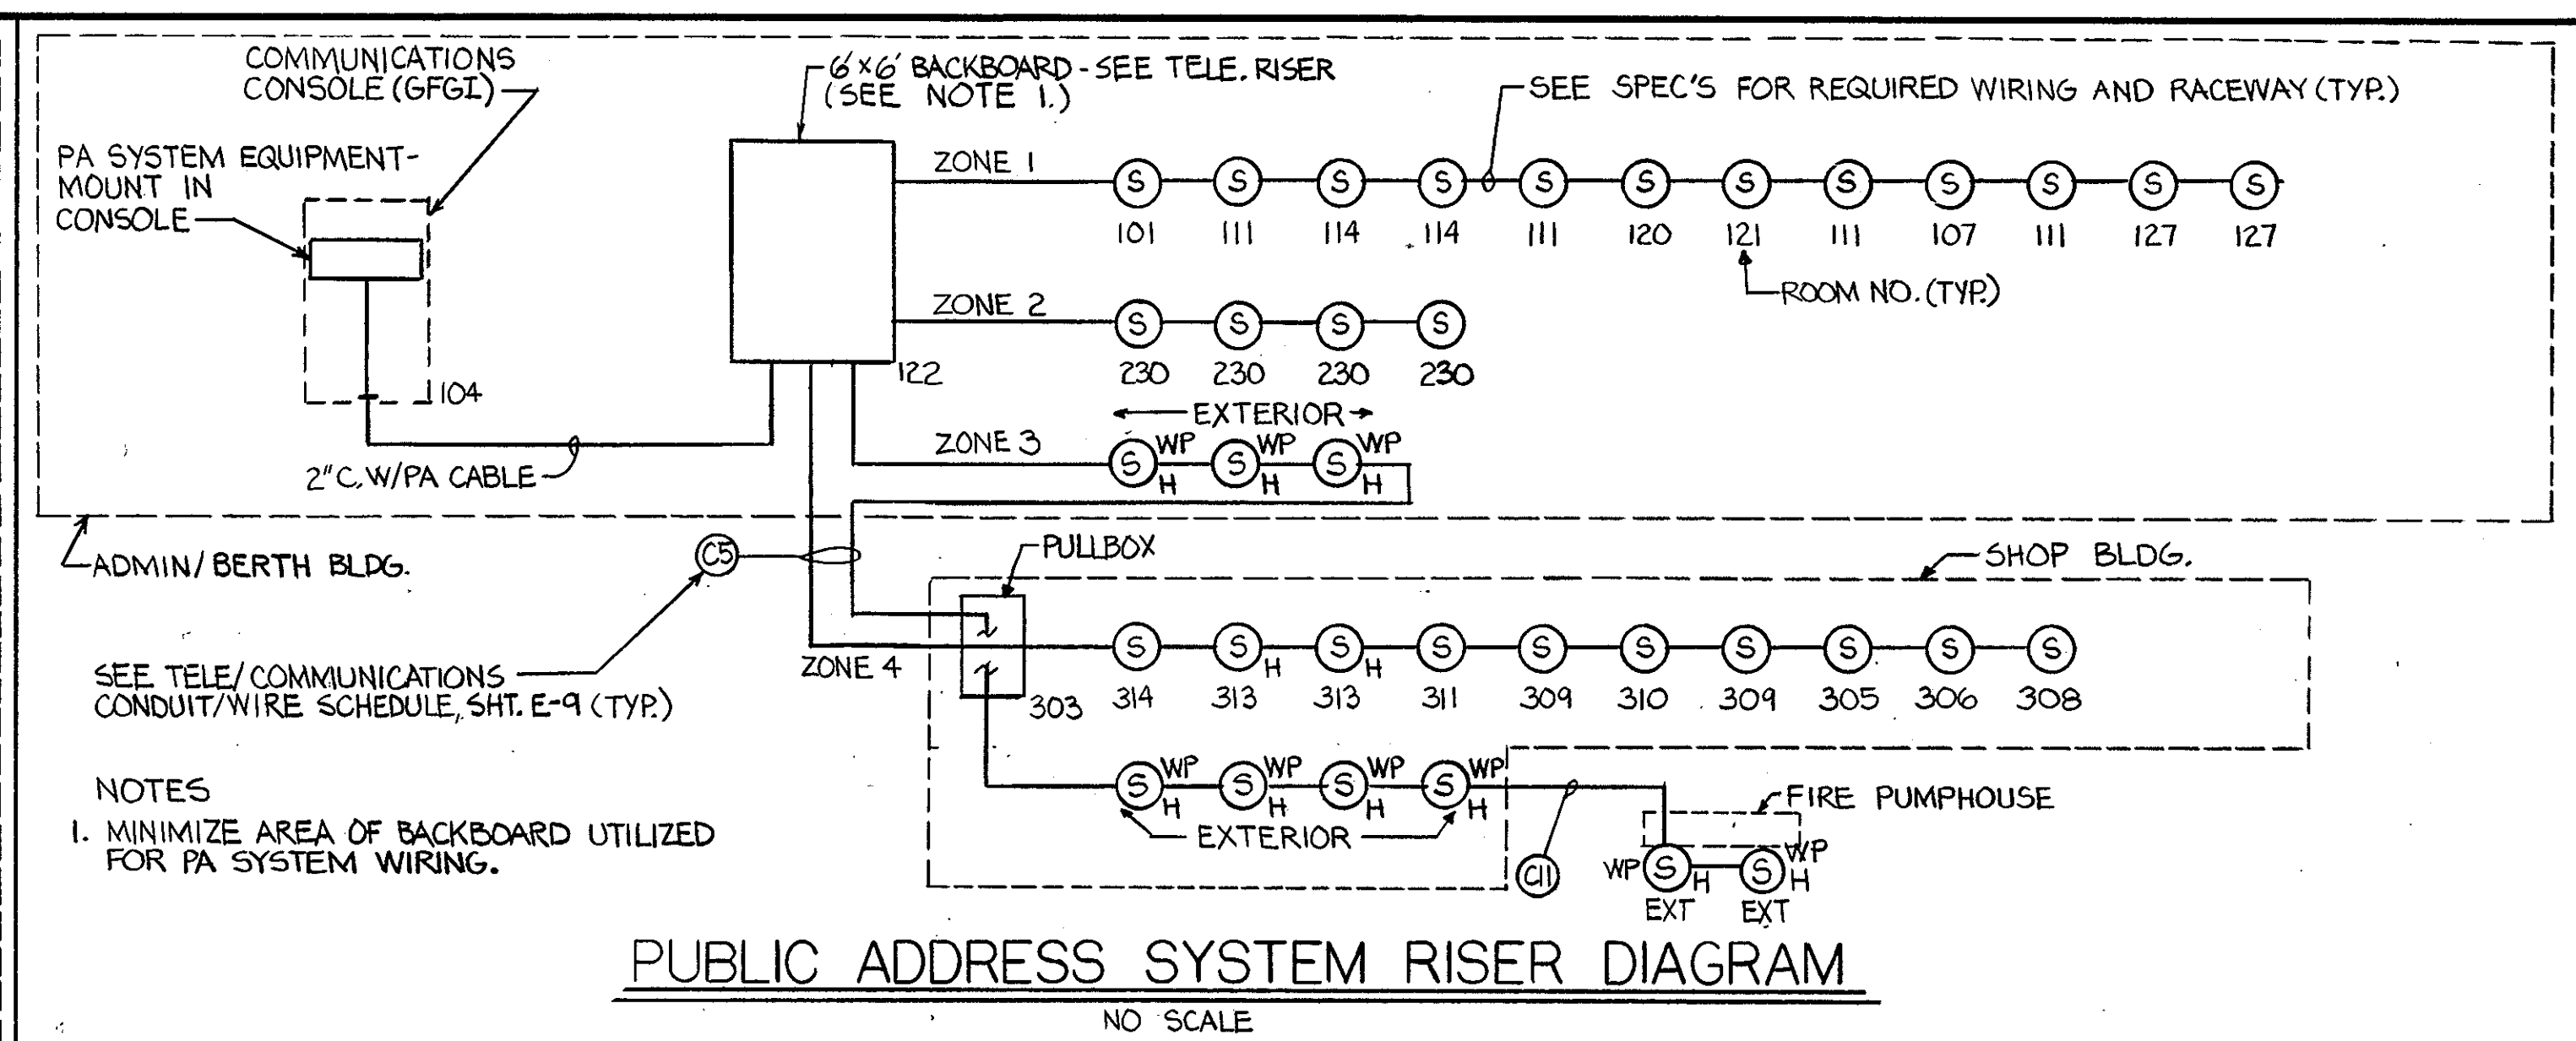 COMMUNICATIONS
CONSOLE (GFGI)
6'×6' BACKBOARD - SEE TELE. RISER
(SEE NOTE 1.)
SEE SPEC'S FOR REQUIRED WIRING AND RACEWAY (TYP.)
PA SYSTEM EQUIPMENT-
MOUNT IN
CONSOLE
ZONE 1
S S S S S S S S S S S S
101 111 114 114 111 120 121 111 107 111 127 127
ROOM NO. (TYP.)
ZONE 2
S S S S
122
230 230 230 230
104
EXTERIOR
ZONE 3
S WP H S WP H S WP H
2"C. W/PA CABLE
ADMIN/BERTH BLDG.
C5
PULLBOX
SHOP BLDG.
ZONE 4
S S H S H S S S S S S S
303
314 313 313 311 309 310 309 305 306 308
SEE TELE/COMMUNICATIONS
CONDUIT/WIRE SCHEDULE, SHT. E-9 (TYP.)
S WP H S WP H S WP H S WP H
EXTERIOR
C11
FIRE PUMPHOUSE
WP S H S WP H
EXT EXT
NOTES
1. MINIMIZE AREA OF BACKBOARD UTILIZED
FOR PA SYSTEM WIRING.
PUBLIC ADDRESS SYSTEM RISER DIAGRAM
NO SCALE